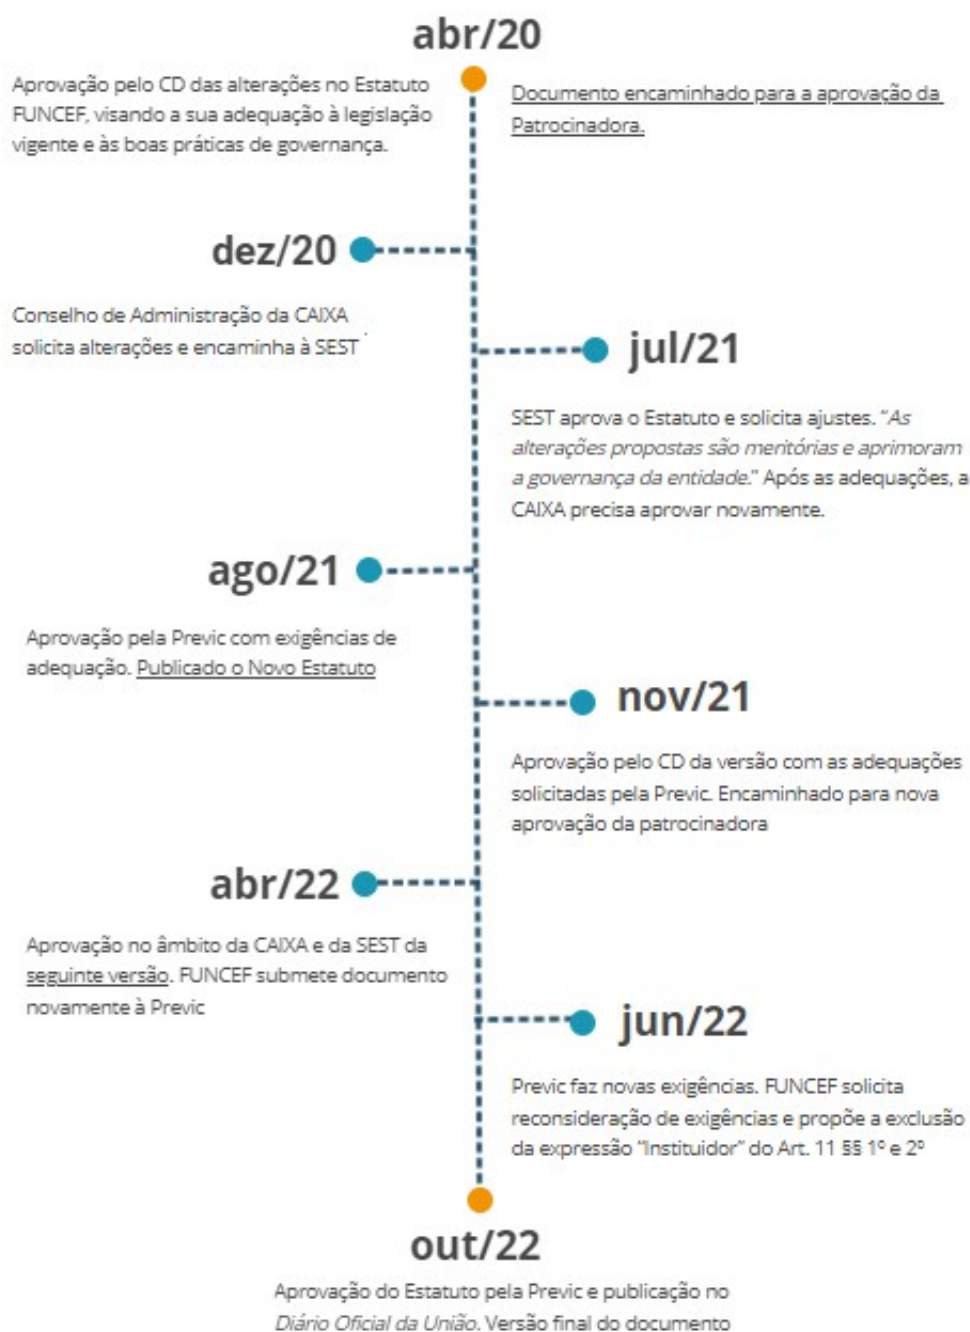 abr/20
Aprovação pelo CD das alterações no Estatuto
FUNCEF, visando a sua adequação à legislação
vigente e às boas práticas de governança.
Documento encaminhado para a aprovação da
Patrocinadora.
dez/20
Conselho de Administração da CAIXA
solicita alterações e encaminha à SEST
jul/21
SEST aprova o Estatuto e solicita ajustes. “As
alterações propostas são meritórias e aprimoram
a governança da entidade.” Após as adequações, a
CAIXA precisa aprovar novamente.
ago/21
Aprovação pela Previc com exigências de
adequação. Publicado o Novo Estatuto
nov/21
Aprovação pelo CD da versão com as adequações
solicitadas pela Previc. Encaminhado para nova
aprovação da patrocinadora
abr/22
Aprovação no âmbito da CAIXA e da SEST da
seguinte versão. FUNCEF submete documento
novamente à Previc
jun/22
Previc faz novas exigências. FUNCEF solicita
reconsideração de exigências e propõe a exclusão
da expressão “Instituidor” do Art. 11 §§ 1º e 2º
out/22
Aprovação do Estatuto pela Previc e publicação no
Diário Oficial da União. Versão final do documento